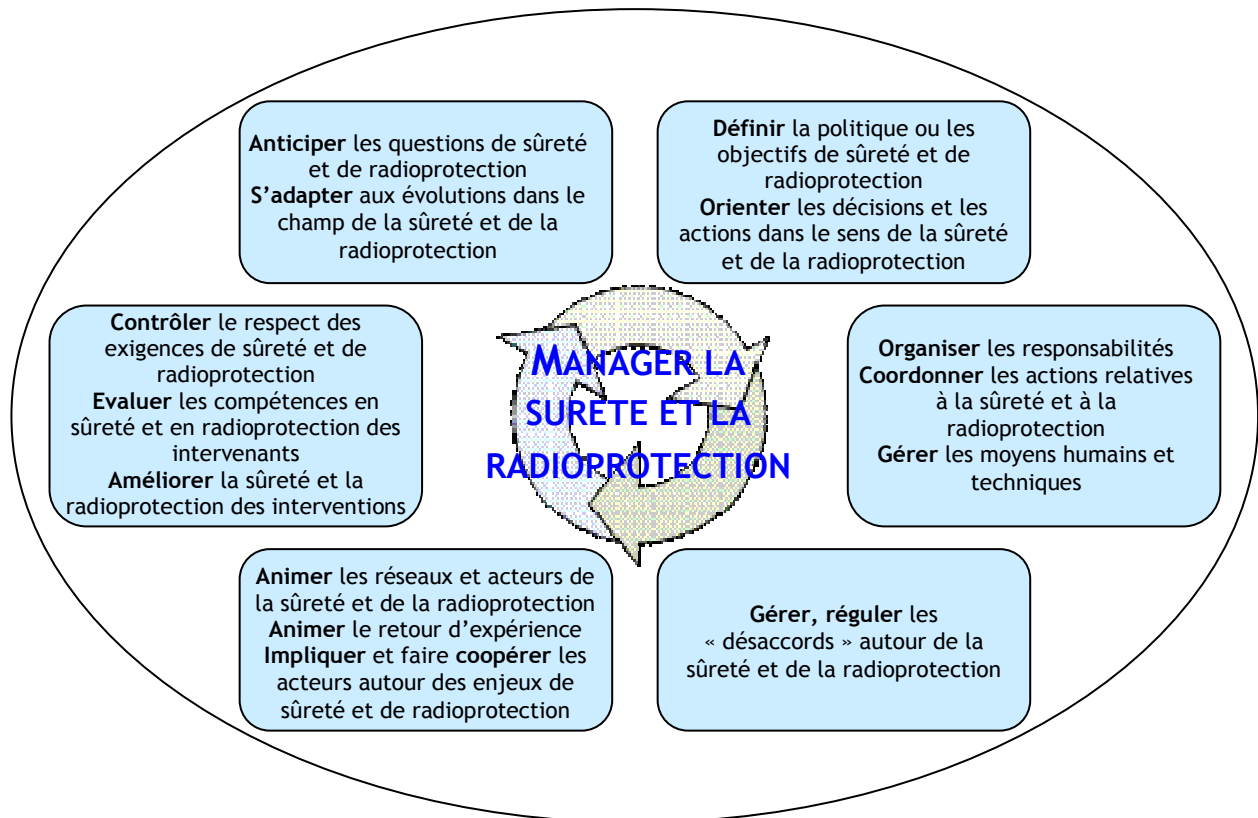 Anticiper les questions de sûreté
et de radioprotection
S’adapter aux évolutions dans le
champ de la sûreté et de la
radioprotection
Définir la politique ou les
objectifs de sûreté et de
radioprotection
Orienter les décisions et les
actions dans le sens de la sûreté
et de la radioprotection
Contrôler le respect des
exigences de sûreté et de
radioprotection
Evaluer les compétences en
sûreté et en radioprotection des
intervenants
Améliorer la sûreté et la
radioprotection des interventions
MANAGER LA
SURETE ET LA
RADIOPROTECTION
Organiser les responsabilités
Coordonner les actions relatives
à la sûreté et à la
radioprotection
Gérer les moyens humains et
techniques
Animer les réseaux et acteurs de
la sûreté et de la radioprotection
Animer le retour d’expérience
Impliquer et faire coopérer les
acteurs autour des enjeux de
sûreté et de radioprotection
Gérer, réguler les
« désaccords » autour de la
sûreté et de la radioprotection